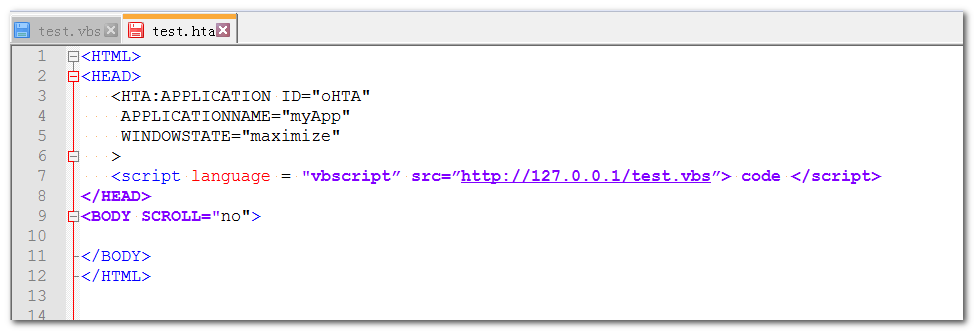 test.vbs test.hta
1 <HTML>
2 <HEAD>
3 <HTA:APPLICATION ID="oHTA"
4 APPLICATIONNAME="myApp"
5 WINDOWSTATE="maximize"
6 >
7 <script language = "vbscript” src=”http://127.0.0.1/test.vbs”> code </script>
8 </HEAD>
9 <BODY SCROLL="no">
10
11 </BODY>
12 </HTML>
13
14